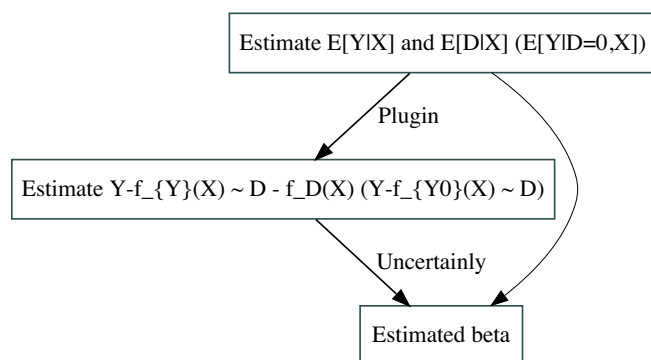 Estimate E[Y|X] and E[D|X] (E[Y|D=0,X])
Plugin
Estimate Y-f_{Y}(X) ~ D - f_D(X) (Y-f_{Y0}(X) ~ D)
Uncertainly
Estimated beta